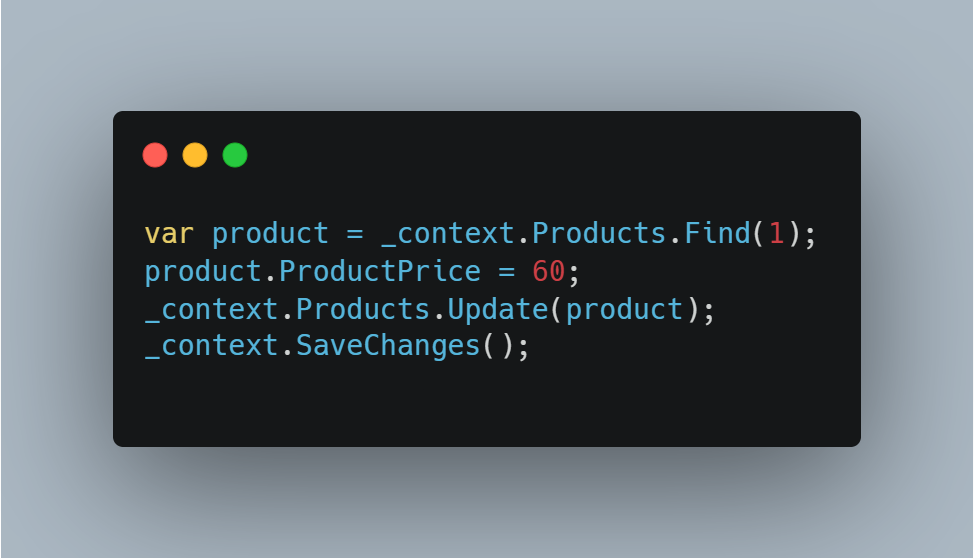 var product = _context.Products.Find(1);
product.ProductPrice = 60;
_context.Products.Update(product);
_context.SaveChanges();